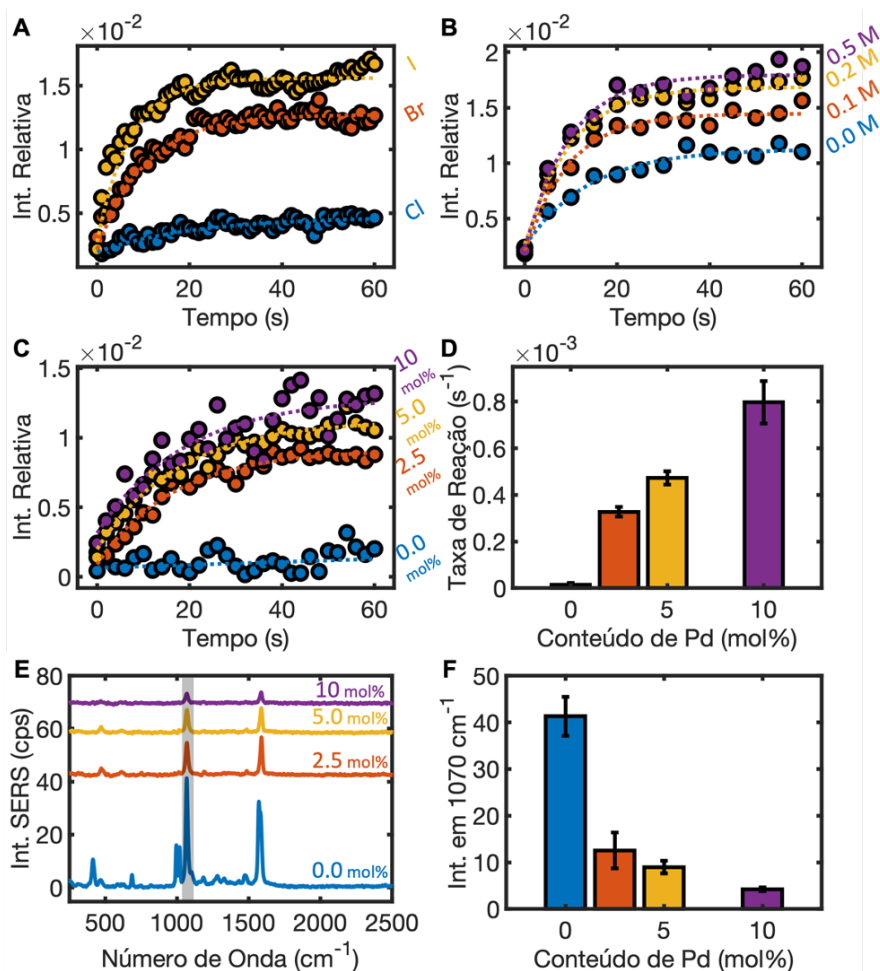 A
×10⁻²
1.5
1
0.5
Int. Relativa
0
20
40
60
Tempo (s)
I
Br
Cl
B
×10⁻²
2
1.5
1
0.5
Int. Relativa
0
20
40
60
Tempo (s)
0.5 M
0.2 M
0.1 M
0.0 M
C
×10⁻²
1.5
1
0.5
0
Int. Relativa
0
20
40
60
Tempo (s)
10
mol%
5.0
mol%
2.5
mol%
0.0
mol%
D
×10⁻³
0.8
0.6
0.4
0.2
0
Taxa de Reação (s⁻¹)
0
5
10
Conteúdo de Pd (mol%)
E
80
60
40
20
0
Int. SERS (cps)
10 mol%
5.0 mol%
2.5 mol%
0.0 mol%
500
1000
1500
2000
2500
Número de Onda (cm⁻¹)
F
50
40
30
20
10
0
Int. em 1070 cm⁻¹
0
5
10
Conteúdo de Pd (mol%)